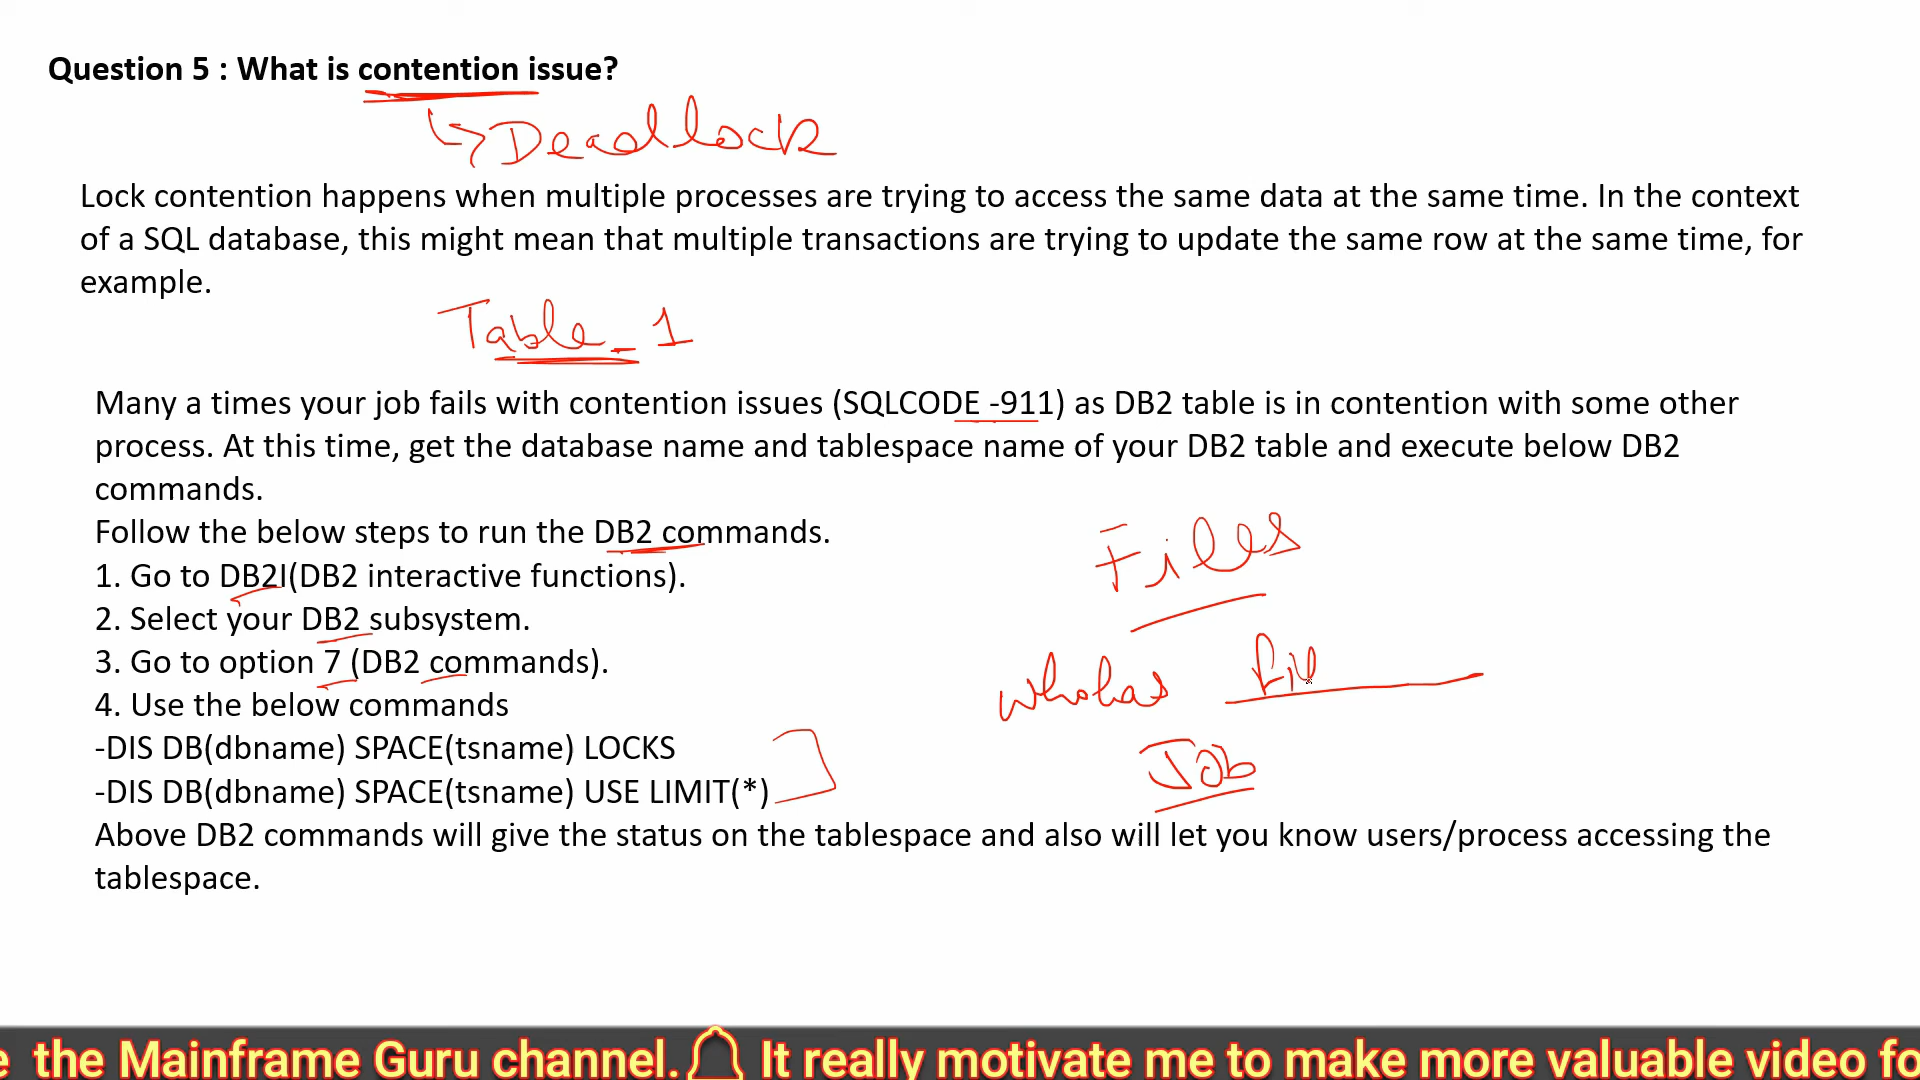 Question 5 : What is contention issue?
Deadlock
Lock contention happens when multiple processes are trying to access the same data at the same time. In the context
of a SQL database, this might mean that multiple transactions are trying to update the same row at the same time, for
example.
Table_1
Many a times your job fails with contention issues (SQLCODE -911) as DB2 table is in contention with some other
process. At this time, get the database name and tablespace name of your DB2 table and execute below DB2
commands.
Follow the below steps to run the DB2 commands.
Files
1. Go to DB2I(DB2 interactive functions).
2. Select your DB2 subsystem.
3. Go to option 7 (DB2 commands).
Whohas
4. Use the below commands
-DIS DB(dbname) SPACE(tsname) LOCKS
Job
-DIS DB(dbname) SPACE(tsname) USE LIMIT(*)
Above DB2 commands will give the status on the tablespace and also will let you know users/process accessing the
tablespace.
e the Mainframe Guru channel. It really motivate me to make more valuable video fo